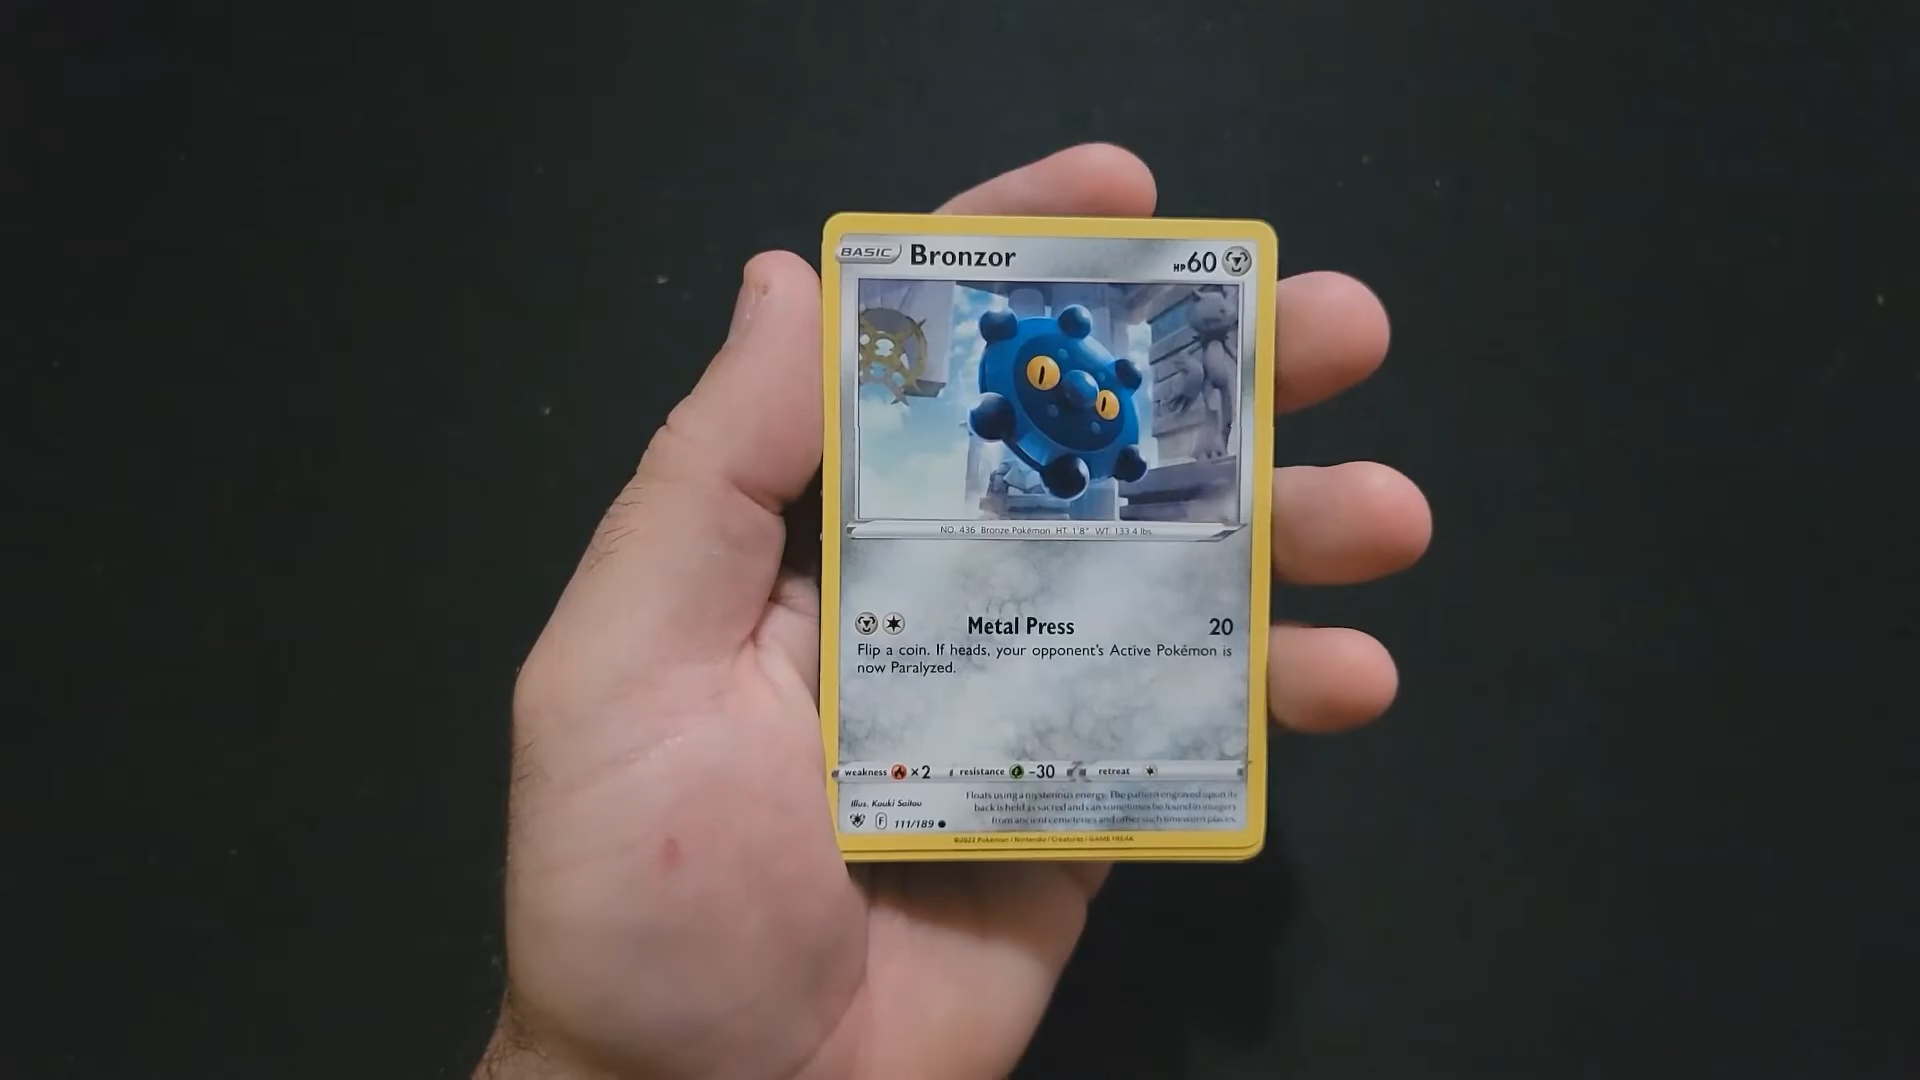 BASIC Bronzor HP 60
NO. 436 Bronze Pokémon HT: 1'8" WT: 133.4 lbs.
Metal Press 20
Flip a coin. If heads, your opponent's Active Pokémon is
now Paralyzed.
weakness ×2 resistance -30 retreat
Illus. Kouki Saitou
Floats using a mysterious energy. The pattern engraved upon its
back is held as sacred and can sometimes be found in imagery
from ancient cemeteries and other such timeworn places.
F 111/189
©2022 Pokémon / Nintendo / Creatures / GAME FREAK